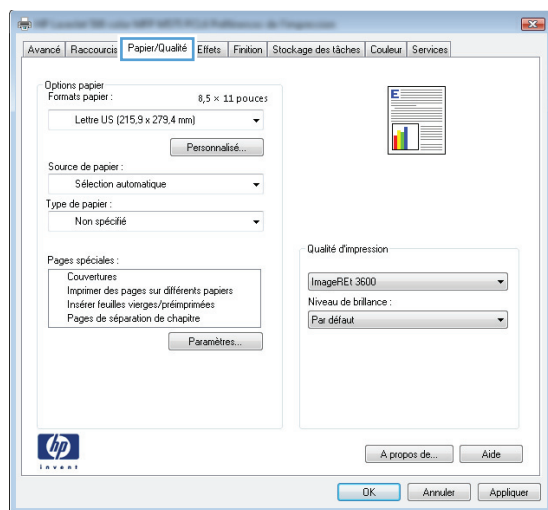 Avancé Raccourcis Papier/Qualité Effets Finition Stockage des tâches Couleur Services
Options papier
Formats papier : 8,5 × 11 pouces
Lettre US (215,9 x 279,4 mm)
Personnalisé...
Source de papier :
Sélection automatique
Type de papier :
Non spécifié
Pages spéciales :
Couvertures
Imprimer des pages sur différents papiers
Insérer feuilles vierges/préimprimées
Pages de séparation de chapitre
Paramètres...
E
Qualité d'impression
ImageREt 3600
Niveau de brillance :
Par défaut
hp
invent
A propos de... Aide
OK Annuler Appliquer